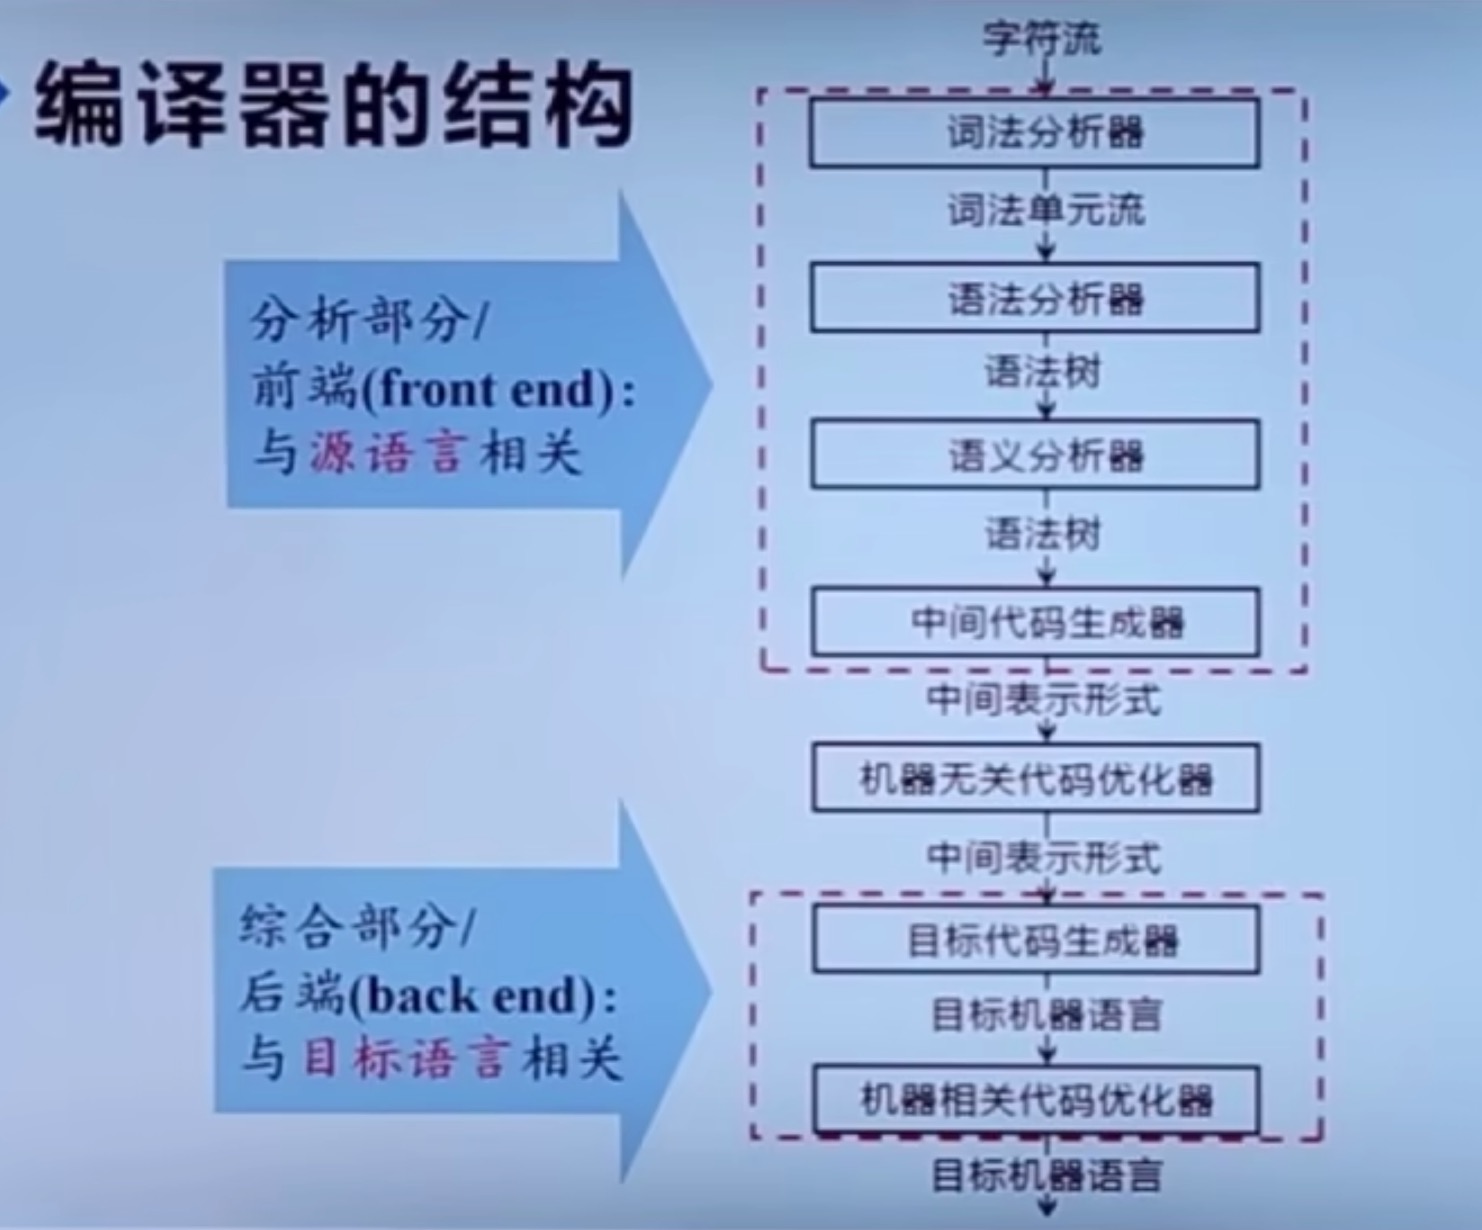 编译器的结构
分析部分/
前端(front end):
与源语言相关
综合部分/
后端(back end):
与目标语言相关
字符流
词法分析器
词法单元流
语法分析器
语法树
语义分析器
语法树
中间代码生成器
中间表示形式
机器无关代码优化器
中间表示形式
目标代码生成器
目标机器语言
机器相关代码优化器
目标机器语言